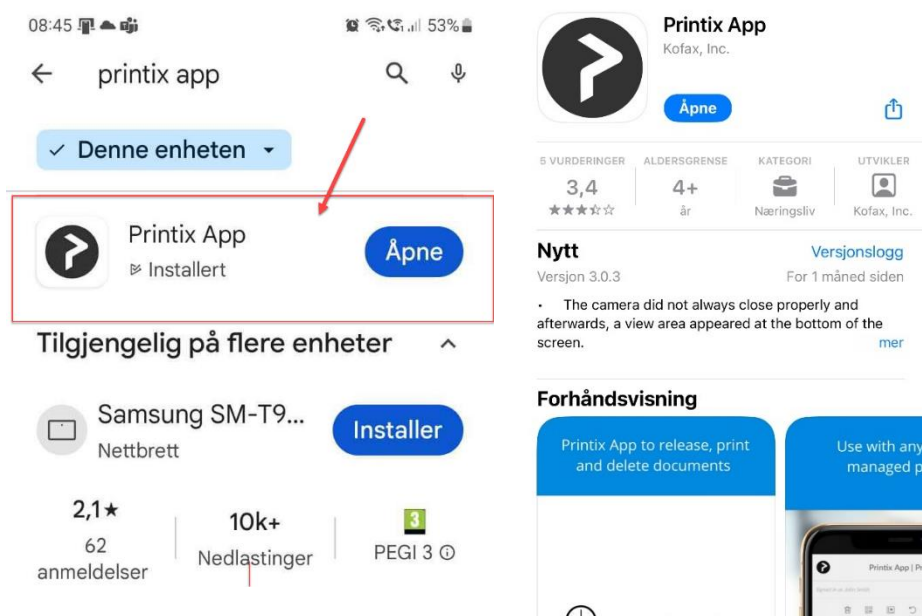 08:45
53%
printix app
Denne enheten
Printix App
Installert
Åpne
Tilgjengelig på flere enheter
Samsung SM-T9...
Nettbrett
Installer
2,1★
62
anmeldelser
10k+
Nedlastinger
3
PEGI 3
Printix App
Kofax, Inc.
Åpne
5 VURDERINGER
3,4
ALDERSGRENSE
4+
år
KATEGORI
Næringsliv
UTVIKLER
Kofax, Inc.
Nytt
Versjonslogg
Versjon 3.0.3
For 1 måned siden
· The camera did not always close properly and
afterwards, a view area appeared at the bottom of the
screen.
mer
Forhåndsvisning
Printix App to release, print
and delete documents
Use with any
managed p
Printix App | Pr